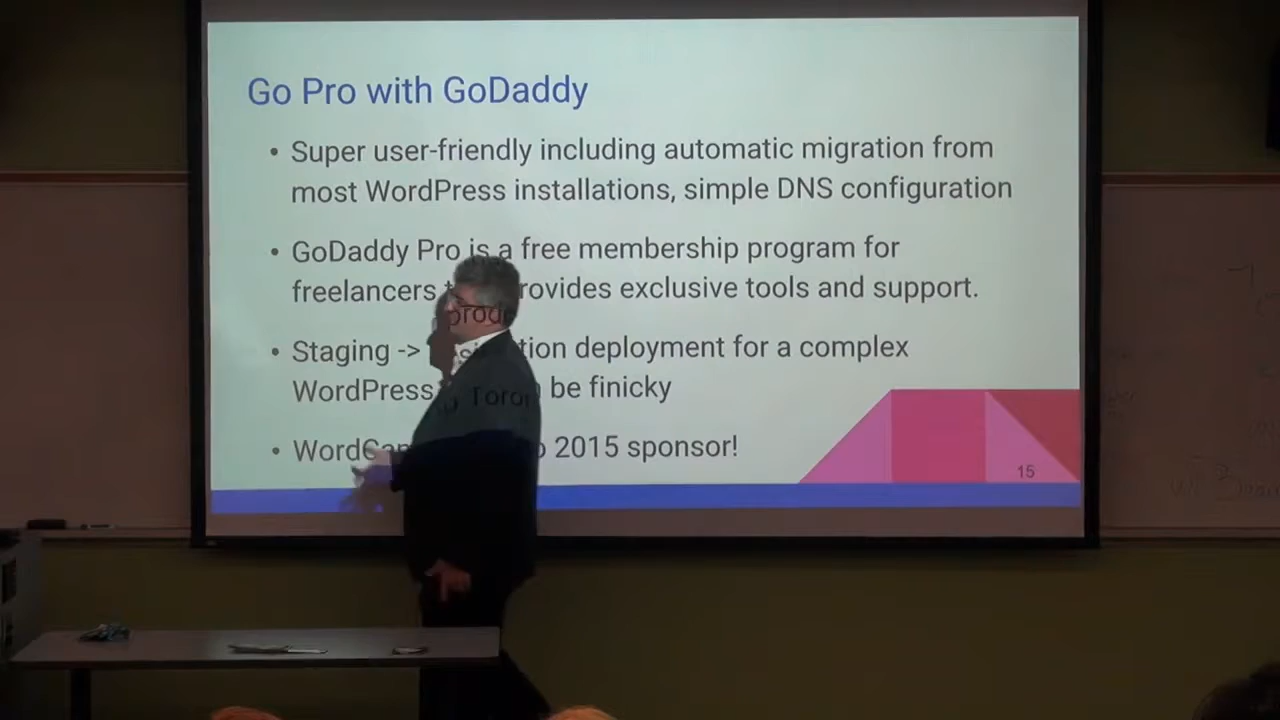 Go Pro with GoDaddy
• Super user-friendly including automatic migration from
most WordPress installations, simple DNS configuration
• GoDaddy Pro is a free membership program for
freelancers rovides exclusive tools and support.
• Staging -> tion deployment for a complex
WordPress be finicky
• WordCam 2015 sponsor!
15